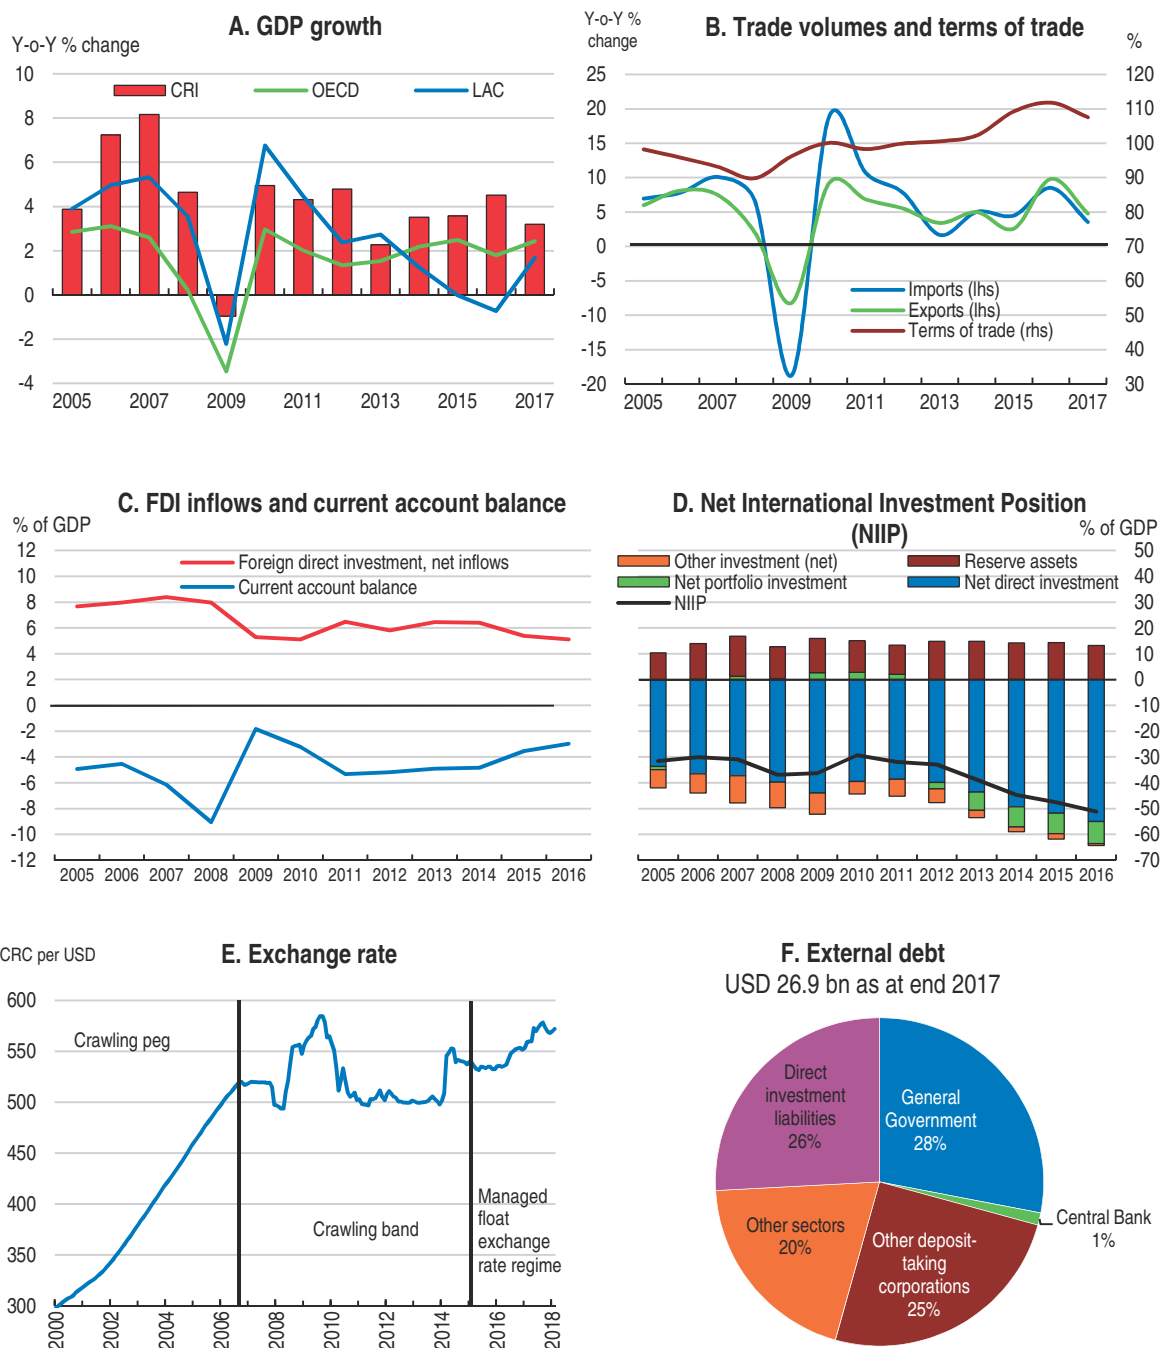 A. GDP growth
Y-o-Y % change
10
8
6
4
2
0
-2
-4
CRI
OECD
LAC
2005
2007
2009
2011
2013
2015
2017
B. Trade volumes and terms of trade
Y-o-Y %
change
%
25
20
15
10
5
0
-5
-10
-15
-20
120
110
100
90
80
70
60
50
40
30
Imports (lhs)
Exports (lhs)
Terms of trade (rhs)
2005
2007
2009
2011
2013
2015
2017
C. FDI inflows and current account balance
% of GDP
12
10
8
6
4
2
0
-2
-4
-6
-8
-10
-12
Foreign direct investment, net inflows
Current account balance
2005
2006
2007
2008
2009
2010
2011
2012
2013
2014
2015
2016
D. Net International Investment Position
(NIIP)
% of GDP
Other investment (net)
Reserve assets
Net portfolio investment
Net direct investment
NIIP
50
40
30
20
10
0
-10
-20
-30
-40
-50
-60
-70
2005
2006
2007
2008
2009
2010
2011
2012
2013
2014
2015
2016
E. Exchange rate
CRC per USD
600
550
500
450
400
350
300
Crawling peg
Crawling band
Managed
float
exchange
rate regime
2000
2002
2004
2006
2008
2010
2012
2014
2016
2018
F. External debt
USD 26.9 bn as at end 2017
Direct
investment
liabilities
26%
General
Government
28%
Central Bank
1%
Other sectors
20%
Other deposit-
taking
corporations
25%